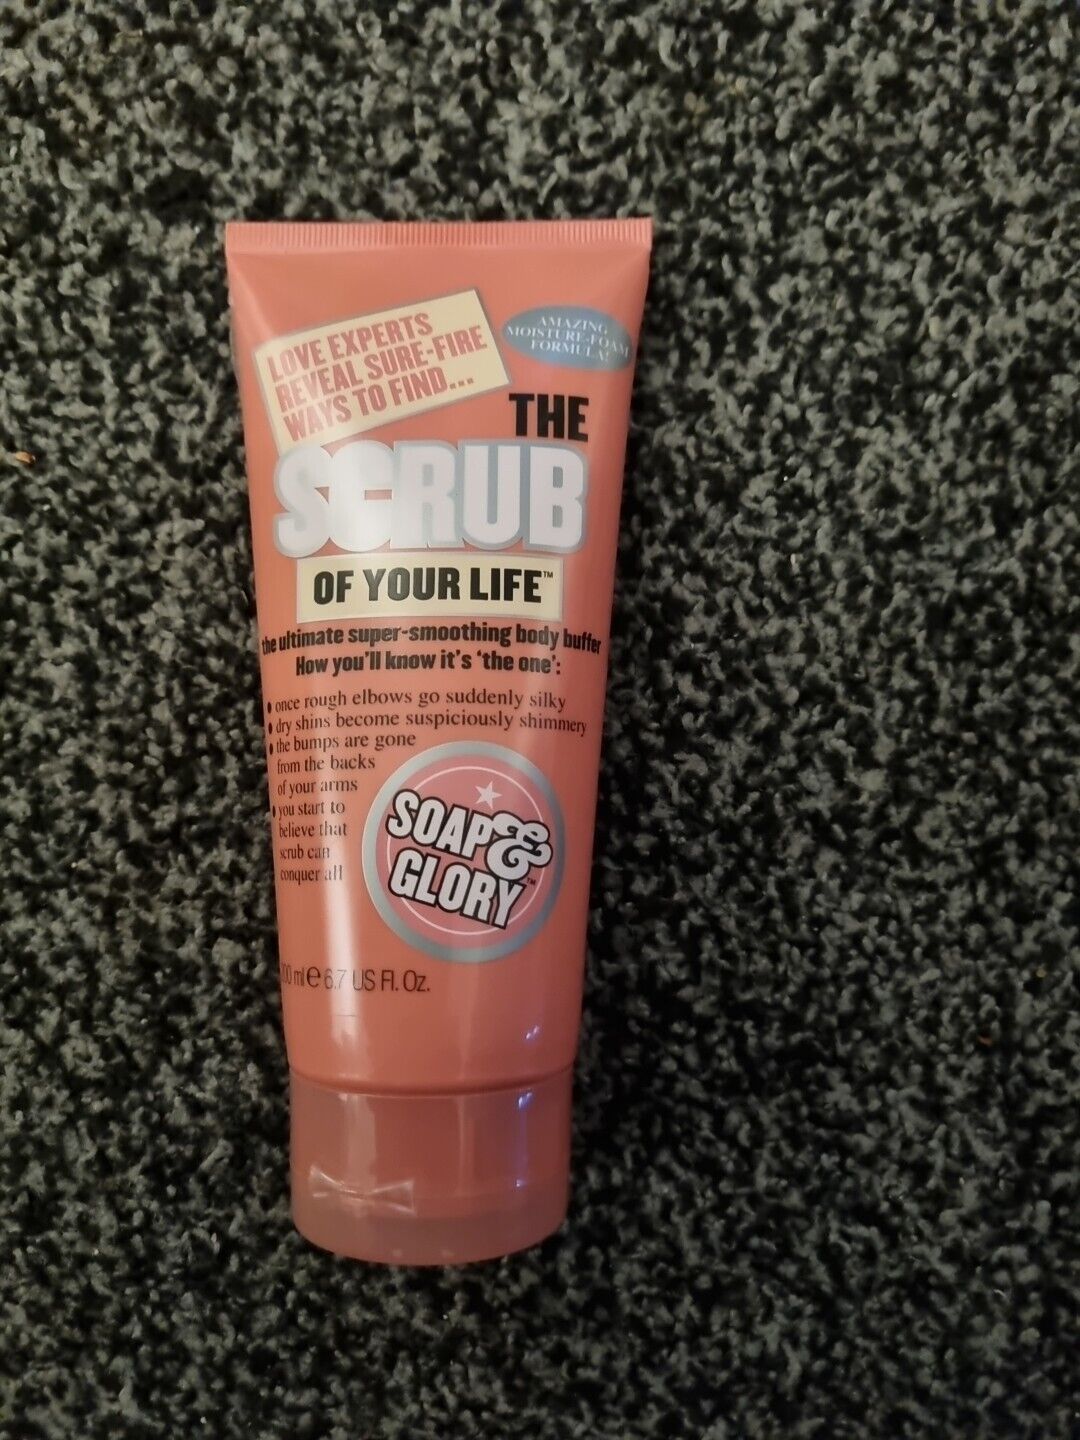 LOVE EXPERTS
REVEAL SURE-FIRE
WAYS TO FIND...
AMAZING
MOISTURE-FOAM
FORMULA!
THE
SCRUB
OF YOUR LIFE™
the ultimate super-smoothing body buffer
How you'll know it's 'the one':
• once rough elbows go suddenly silky
• dry shins become suspiciously shimmery
• the bumps are gone
from the backs
of your arms
• you start to
believe that
scrub can
conquer all
SOAP &
GLORY™
ml e 6.7 US Fl. Oz.